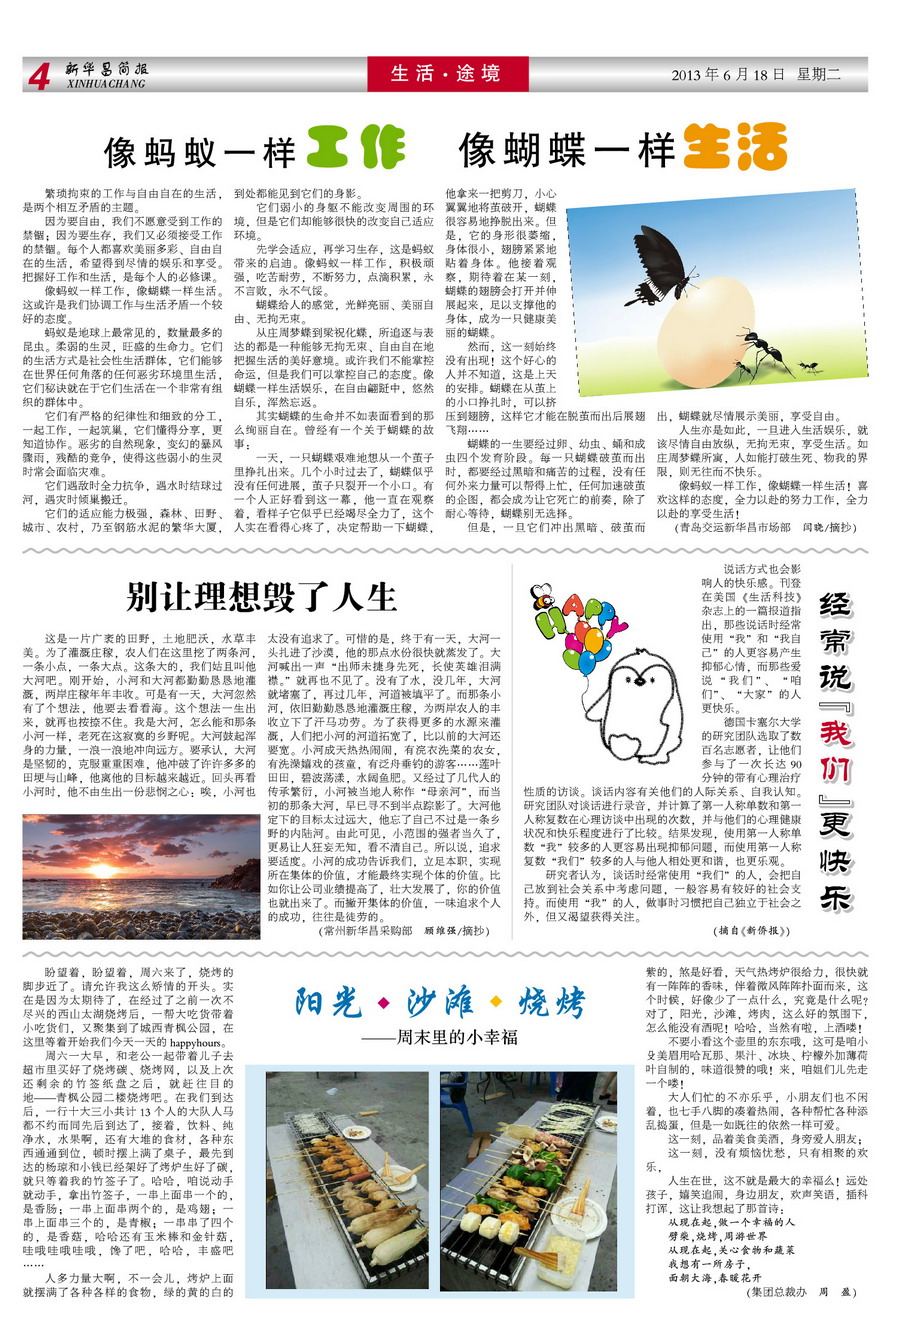 4
新华昌简报
XINHUACHANG
生活·途境
2013 年 6 月 18 日 星期二
像蚂蚁一样工作 像蝴蝶一样生活
繁琐拘束的工作与自由自在的生活，
是两个相互矛盾的主题。
因为要自由，我们不愿意受到工作的
禁锢；因为要生存，我们又必须接受工作
的禁锢。每个人都喜欢美丽多彩、自由自
在的生活，希望得到尽情的娱乐和享受。
把握好工作和生活，是每个人的必修课。
像蚂蚁一样工作，像蝴蝶一样生活。
这或许是我们协调工作与生活矛盾一个较
好的态度。
蚂蚁是地球上最常见的、数量最多的
昆虫。柔弱的生灵，旺盛的生命力。它们
的生活方式是社会性生活群体，它们能够
在世界任何角落的任何恶劣环境里生活，
它们秘诀就在于它们生活在一个非常有组
织的群体中。
它们有严格的纪律性和细致的分工，
一起工作，一起筑巢，它们懂得分享，更
知道协作。恶劣的自然现象，变幻的暴风
骤雨，残酷的竞争，使得这些弱小的生灵
时常会面临灾难。
它们遇敌时全力抗争，遇水时结球过
河，遇灾时倾巢搬迁。
它们的适应能力极强，森林、田野、
城市、农村，乃至钢筋水泥的繁华大厦，
到处都能见到它们的身影。
它们弱小的身躯不能改变周围的环
境，但是它们却能够很快的改变自己适应
环境。
先学会适应，再学习生存，这是蚂蚁
带来的启迪。像蚂蚁一样工作，积极顽
强，吃苦耐劳，不断努力，点滴积累，永
不言败，永不气馁。
蝴蝶给人的感觉，光鲜亮丽、美丽自
由、无拘无束。
从庄周梦蝶到梁祝化蝶，所追逐与表
达的都是一种能够无拘无束、自由自在地
把握生活的美好意境。或许我们不能掌控
命运，但是我们可以掌控自己的态度。像
蝴蝶一样生活娱乐，在自由翩跹中，悠然
自乐，浑然忘返。
其实蝴蝶的生命并不如表面看到的那
么绚丽自在。曾经有一个关于蝴蝶的故
事：
一天，一只蝴蝶艰难地想从一个茧子
里挣扎出来。几个小时过去了，蝴蝶似乎
没有任何进展，茧子只裂开一个小口。有
一个人正好看到这一幕，他一直在观察
着，看样子它似乎已经竭尽全力了，这个
人实在看得心疼了，决定帮助一下蝴蝶，
他拿来一把剪刀，小心
翼翼地将茧破开，蝴蝶
很容易地挣脱出来。但
是，它的身形很萎缩，
身体很小，翅膀紧紧地
贴着身体。他接着观
察，期待着在某一刻，
蝴蝶的翅膀会打开并伸
展起来，足以支撑他的
身体，成为一只健康美
丽的蝴蝶。
然而，这一刻始终
没有出现！这个好心的
人并不知道，这是上天
的安排。蝴蝶在从茧上
的小口挣扎时，可以挤
压到翅膀，这样它才能在脱茧而出后展翅
飞翔……
蝴蝶的一生要经过卵、幼虫、蛹和成
虫四个发育阶段。每一只蝴蝶破茧而出
时，都要经过黑暗和痛苦的过程，没有任
何外来力量可以帮得上忙，任何加速破茧
的企图，都会成为让它死亡的前奏，除了
耐心等待，蝴蝶别无选择。
但是，一旦它们冲出黑暗、破茧而
出，蝴蝶就尽情展示美丽，享受自由。
人生亦是如此，一旦进入生活娱乐，就
该尽情自由放纵，无拘无束，享受生活。如
庄周梦蝶所寓，人如能打破生死、物我的界
限，则无往而不快乐。
像蚂蚁一样工作，像蝴蝶一样生活！喜
欢这样的态度，全力以赴的努力工作，全力
以赴的享受生活！
（青岛交运新华昌市场部 闫晓/摘抄）
别让理想毁了人生
这是一片广袤的田野，土地肥沃，水草丰
美。为了灌溉庄稼，农人们在这里挖了两条河，
一条小点，一条大点。这条大的，我们姑且叫他
大河吧。刚开始，小河和大河都勤勤恳恳地灌
溉，两岸庄稼年年丰收。可是有一天，大河忽然
有了个想法，他要去看看海。这个想法一生出
来，就再也按捺不住。我是大河，怎么能和那条
小河一样，老死在这寂寞的乡野呢。大河鼓起浑
身的力量，一浪一浪地冲向远方。要承认，大河
是坚韧的，克服重重困难，他冲破了许许多多的
田埂与山峰，他离他的目标越来越近。回头再看
小河时，他不由生出一份悲悯之心：唉，小河也
太没有追求了。可惜的是，终于有一天，大河一
头扎进了沙漠，他的那点水份很快就蒸发了。大
河喊出一声“出师未捷身先死，长使英雄泪满
襟。”就再也不见了。没有了水，没几年，大河
就堵塞了，再过几年，河道被填平了。而那条小
河，依旧勤勤恳恳地灌溉庄稼，为两岸农人的丰
收立下了汗马功劳。为了获得更多的水源来灌
溉，人们把小河的河道拓宽了，比以前的大河还
要宽。小河成天热热闹闹，有浣衣洗菜的农女，
有洗澡嬉戏的孩童，有泛舟垂钓的游客……莲叶
田田，碧波荡漾，水阔鱼肥。又经过了几代人的
传承繁衍，小河被当地人称作“母亲河”，而当
初的那条大河，早已寻不到半点踪影了。大河他
定下的目标太过远大，他忘了自己不过是一条乡
野的内陆河。由此可见，小范围的强者当久了，
更易让人狂妄无知，看不清自己。所以说，追求
要适度。小河的成功告诉我们，立足本职，实现
所在集体的价值，才能最终实现个体的价值。比
如你让公司业绩提高了，壮大发展了，你的价值
也就出来了。而撇开集体的价值，一味追求个人
的成功，往往是徒劳的。
（常州新华昌采购部 顾维强/摘抄）
HAPPY
经常说『我们』更快乐
说话方式也会影
响人的快乐感。刊登
在美国《生活科技》
杂志上的一篇报道指
出，那些说话时经常
使用“我”和“我自
己”的人更容易产生
抑郁心情，而那些爱
说“我们”、“咱
们”、“大家”的人
更快乐。
德国卡塞尔大学
的研究团队选取了数
百名志愿者，让他们
参与了一次长达 90
分钟的带有心理治疗
性质的访谈。谈话内容有关他们的人际关系、自我认知。
研究团队对谈话进行录音，并计算了第一人称单数和第一
人称复数在心理访谈中出现的次数，并与他们的心理健康
状况和快乐程度进行了比较。结果发现，使用第一人称单
数“我”较多的人更容易出现抑郁问题，而使用第一人称
复数“我们”较多的人与他人相处更和谐，也更乐观。
研究者认为，谈话时经常使用“我们”的人，会把自
己放到社会关系中考虑问题，一般容易有较好的社会支
持。而使用“我”的人，做事时习惯把自己独立于社会之
外，但又渴望获得关注。
（摘自《新侨报》）
盼望着，盼望着，周六来了，烧烤的
脚步近了。请允许我这么矫情的开头。实
在是因为太期待了，在经过了之前一次不
尽兴的西山太湖烧烤后，一帮大吃货带着
小吃货们，又聚集到了城西青枫公园，在
这里等着开始我们今天一天的 happyhours。
周六一大早，和老公一起带着儿子去
超市里买好了烧烤碳、烧烤网，以及上次
还剩余的竹签纸盘之后，就赶往目的
地——青枫公园二楼烧烤吧。在我们到达
后，一行十大三小共计 13 个人的大队人马
都不约而同先后到达了，接着，饮料、纯
净水，水果啊，还有大堆的食材，各种东
西通通到位，顿时摆上满了桌子，最先到
达的杨琼和小钱已经架好了烤炉生好了碳，
就只等着我的竹签子了。哈哈，咱说动手
就动手，拿出竹签子，一串上面串一个的，
是香肠；一串上面串两个的，是鸡翅；一
串上面串三个的，是青椒；一串串了四个
的，是香菇，哈哈还有玉米棒和金针菇，
哇哦哇哦哇哦，馋了吧，哈哈，丰盛吧
……
人多力量大啊，不一会儿，烤炉上面
就摆满了各种各样的食物，绿的黄的白的
阳光◆沙滩◆烧烤
——周末里的小幸福
紫的，煞是好看，天气热烤炉很给力，很快就
有一阵阵的香味，伴着微风阵阵扑面而来，这
个时侯，好像少了一点什么，究竟是什么呢？
对了，阳光，沙滩，烤肉，这么好的氛围下，
怎么能没有酒呢！哈哈，当然有啦，上酒喽！
不要小看这个壶里的东东哦，这可是咱小
殳美眉用哈瓦那、果汁、冰块、柠檬外加薄荷
叶自制的，味道很赞的哦！来，咱姐们儿先走
一个喽！
大人们忙的不亦乐乎，小朋友们也不闲
着，也七手八脚的凑着热闹，各种帮忙各种添
乱捣蛋，但是一如既往的依然一样可爱。
这一刻，品着美食美酒，身旁爱人朋友；
这一刻，没有烦恼忧愁，只有相聚的欢
乐，
人生在世，这不就是最大的幸福么！远处
孩子，嬉笑追闹，身边朋友，欢声笑语，插科
打诨，这让我想起了那首诗：
从现在起,做一个幸福的人
劈柴,烧烤,周游世界
从现在起,关心食物和蔬菜
我想有一所房子,
面朝大海,春暖花开
（集团总裁办 周 盈）